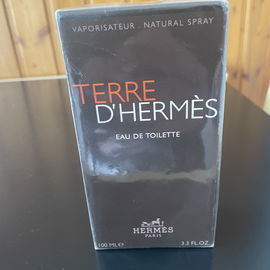 VAPORISATEUR . NATURAL SPRAY
TERRE
D'HERMÈS
EAU DE TOILETTE
HERMÈS
PARIS
100 ML℮ 3.3 FL.OZ.